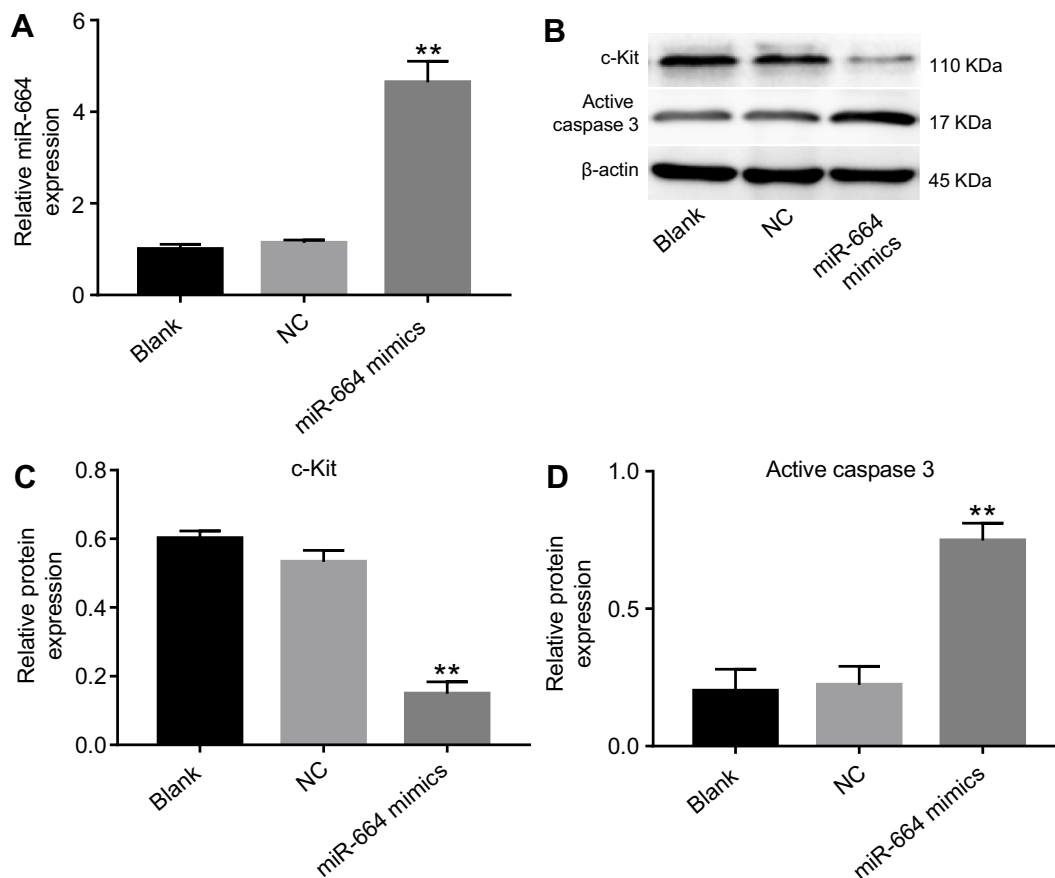 A
Relative miR-664
expression
6
4
2
0
**
Blank
NC
miR-664 mimics
B
c-Kit
110 KDa
Active
caspase 3
17 KDa
β-actin
45 KDa
Blank
NC
miR-664
mimics
C
c-Kit
Relative protein
expression
0.8
0.6
0.4
0.2
0.0
**
Blank
NC
miR-664 mimics
D
Active caspase 3
Relative protein
expression
1.0
0.5
0.0
**
Blank
NC
miR-664 mimics